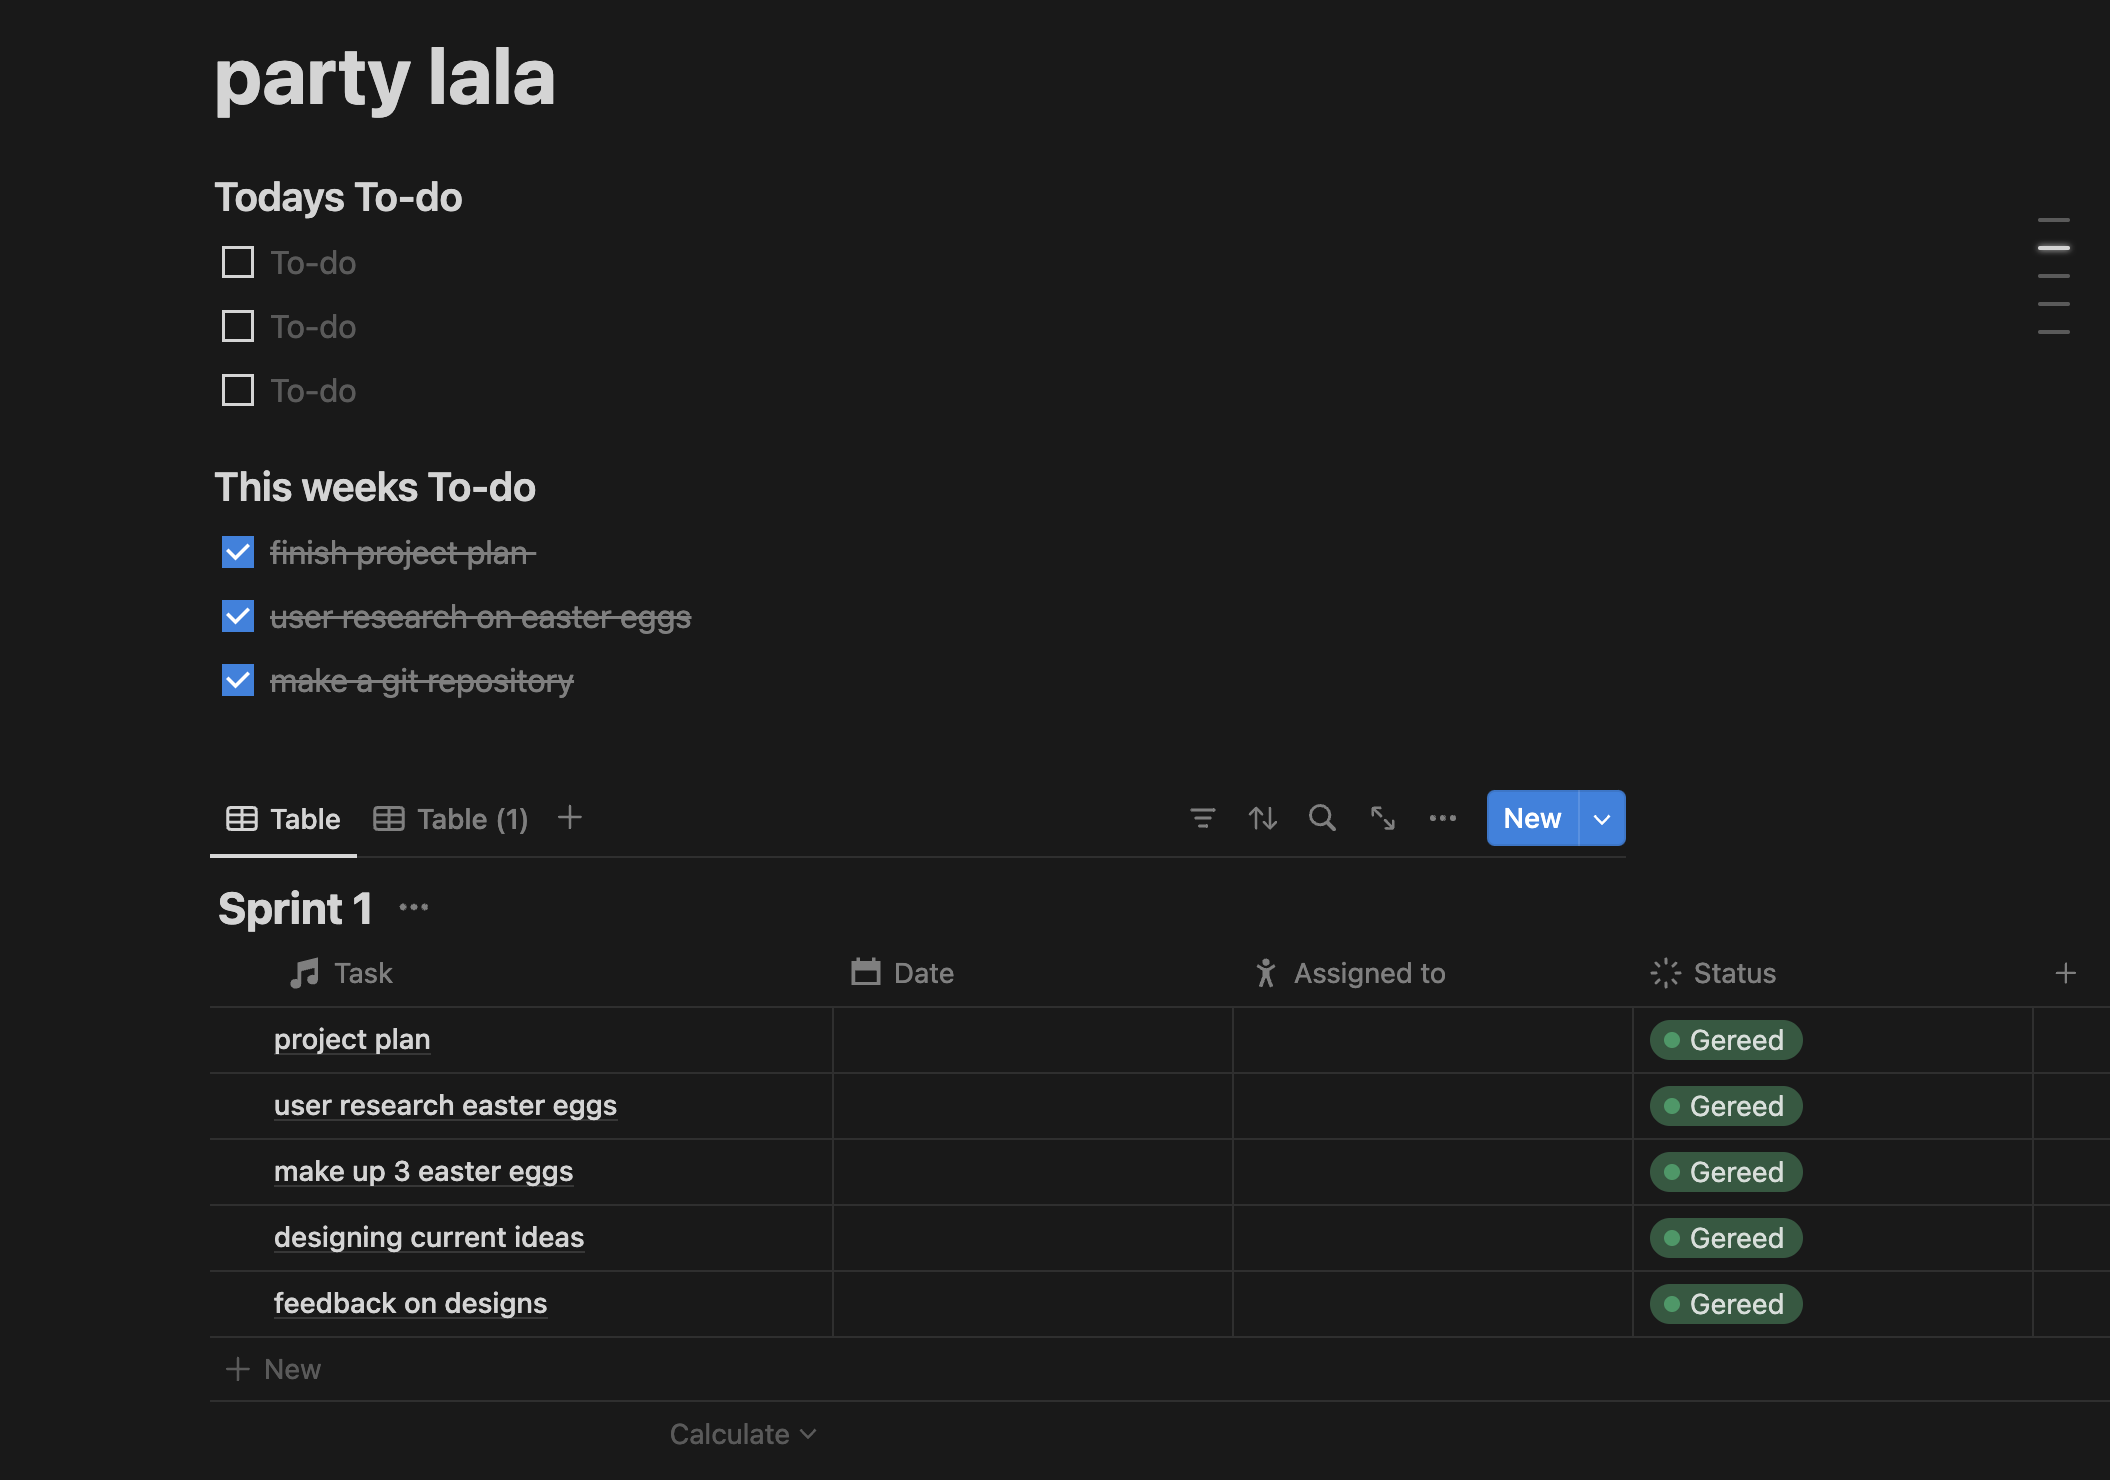 party lala
Todays To-do
To-do
To-do
To-do
This weeks To-do
finish project plan
user research on easter eggs
make a git repository
Table Table (1) New
Sprint 1
Task Date Assigned to Status
project plan Gereed
user research easter eggs Gereed
make up 3 easter eggs Gereed
designing current ideas Gereed
feedback on designs Gereed
New
Calculate